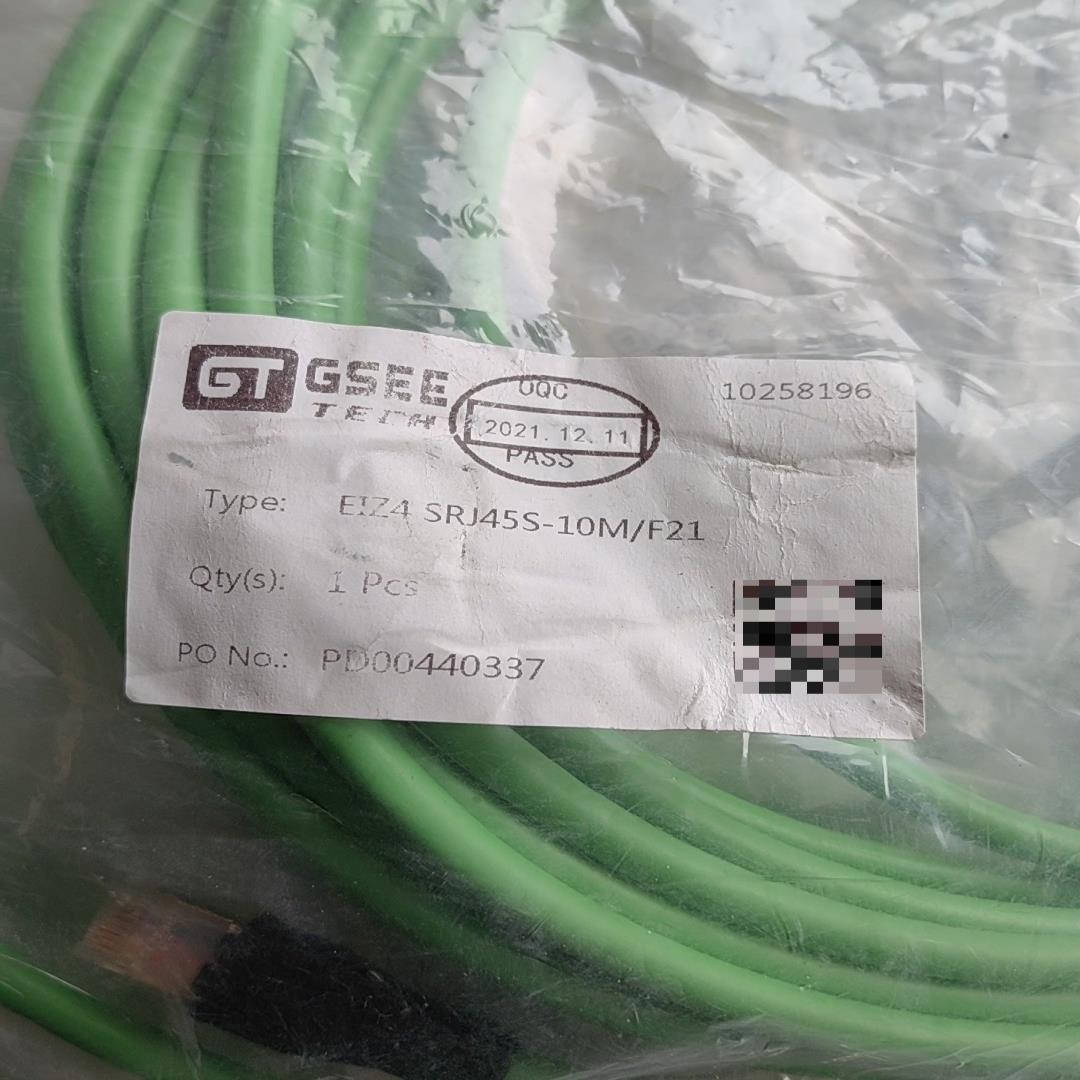 GT GSEE
TECH
OQC
2021. 12. 11
PASS
10258196
Type: EIZ4 SRJ45S-10M/F21
Qty(s): 1 Pcs
PO No.: PD00440337